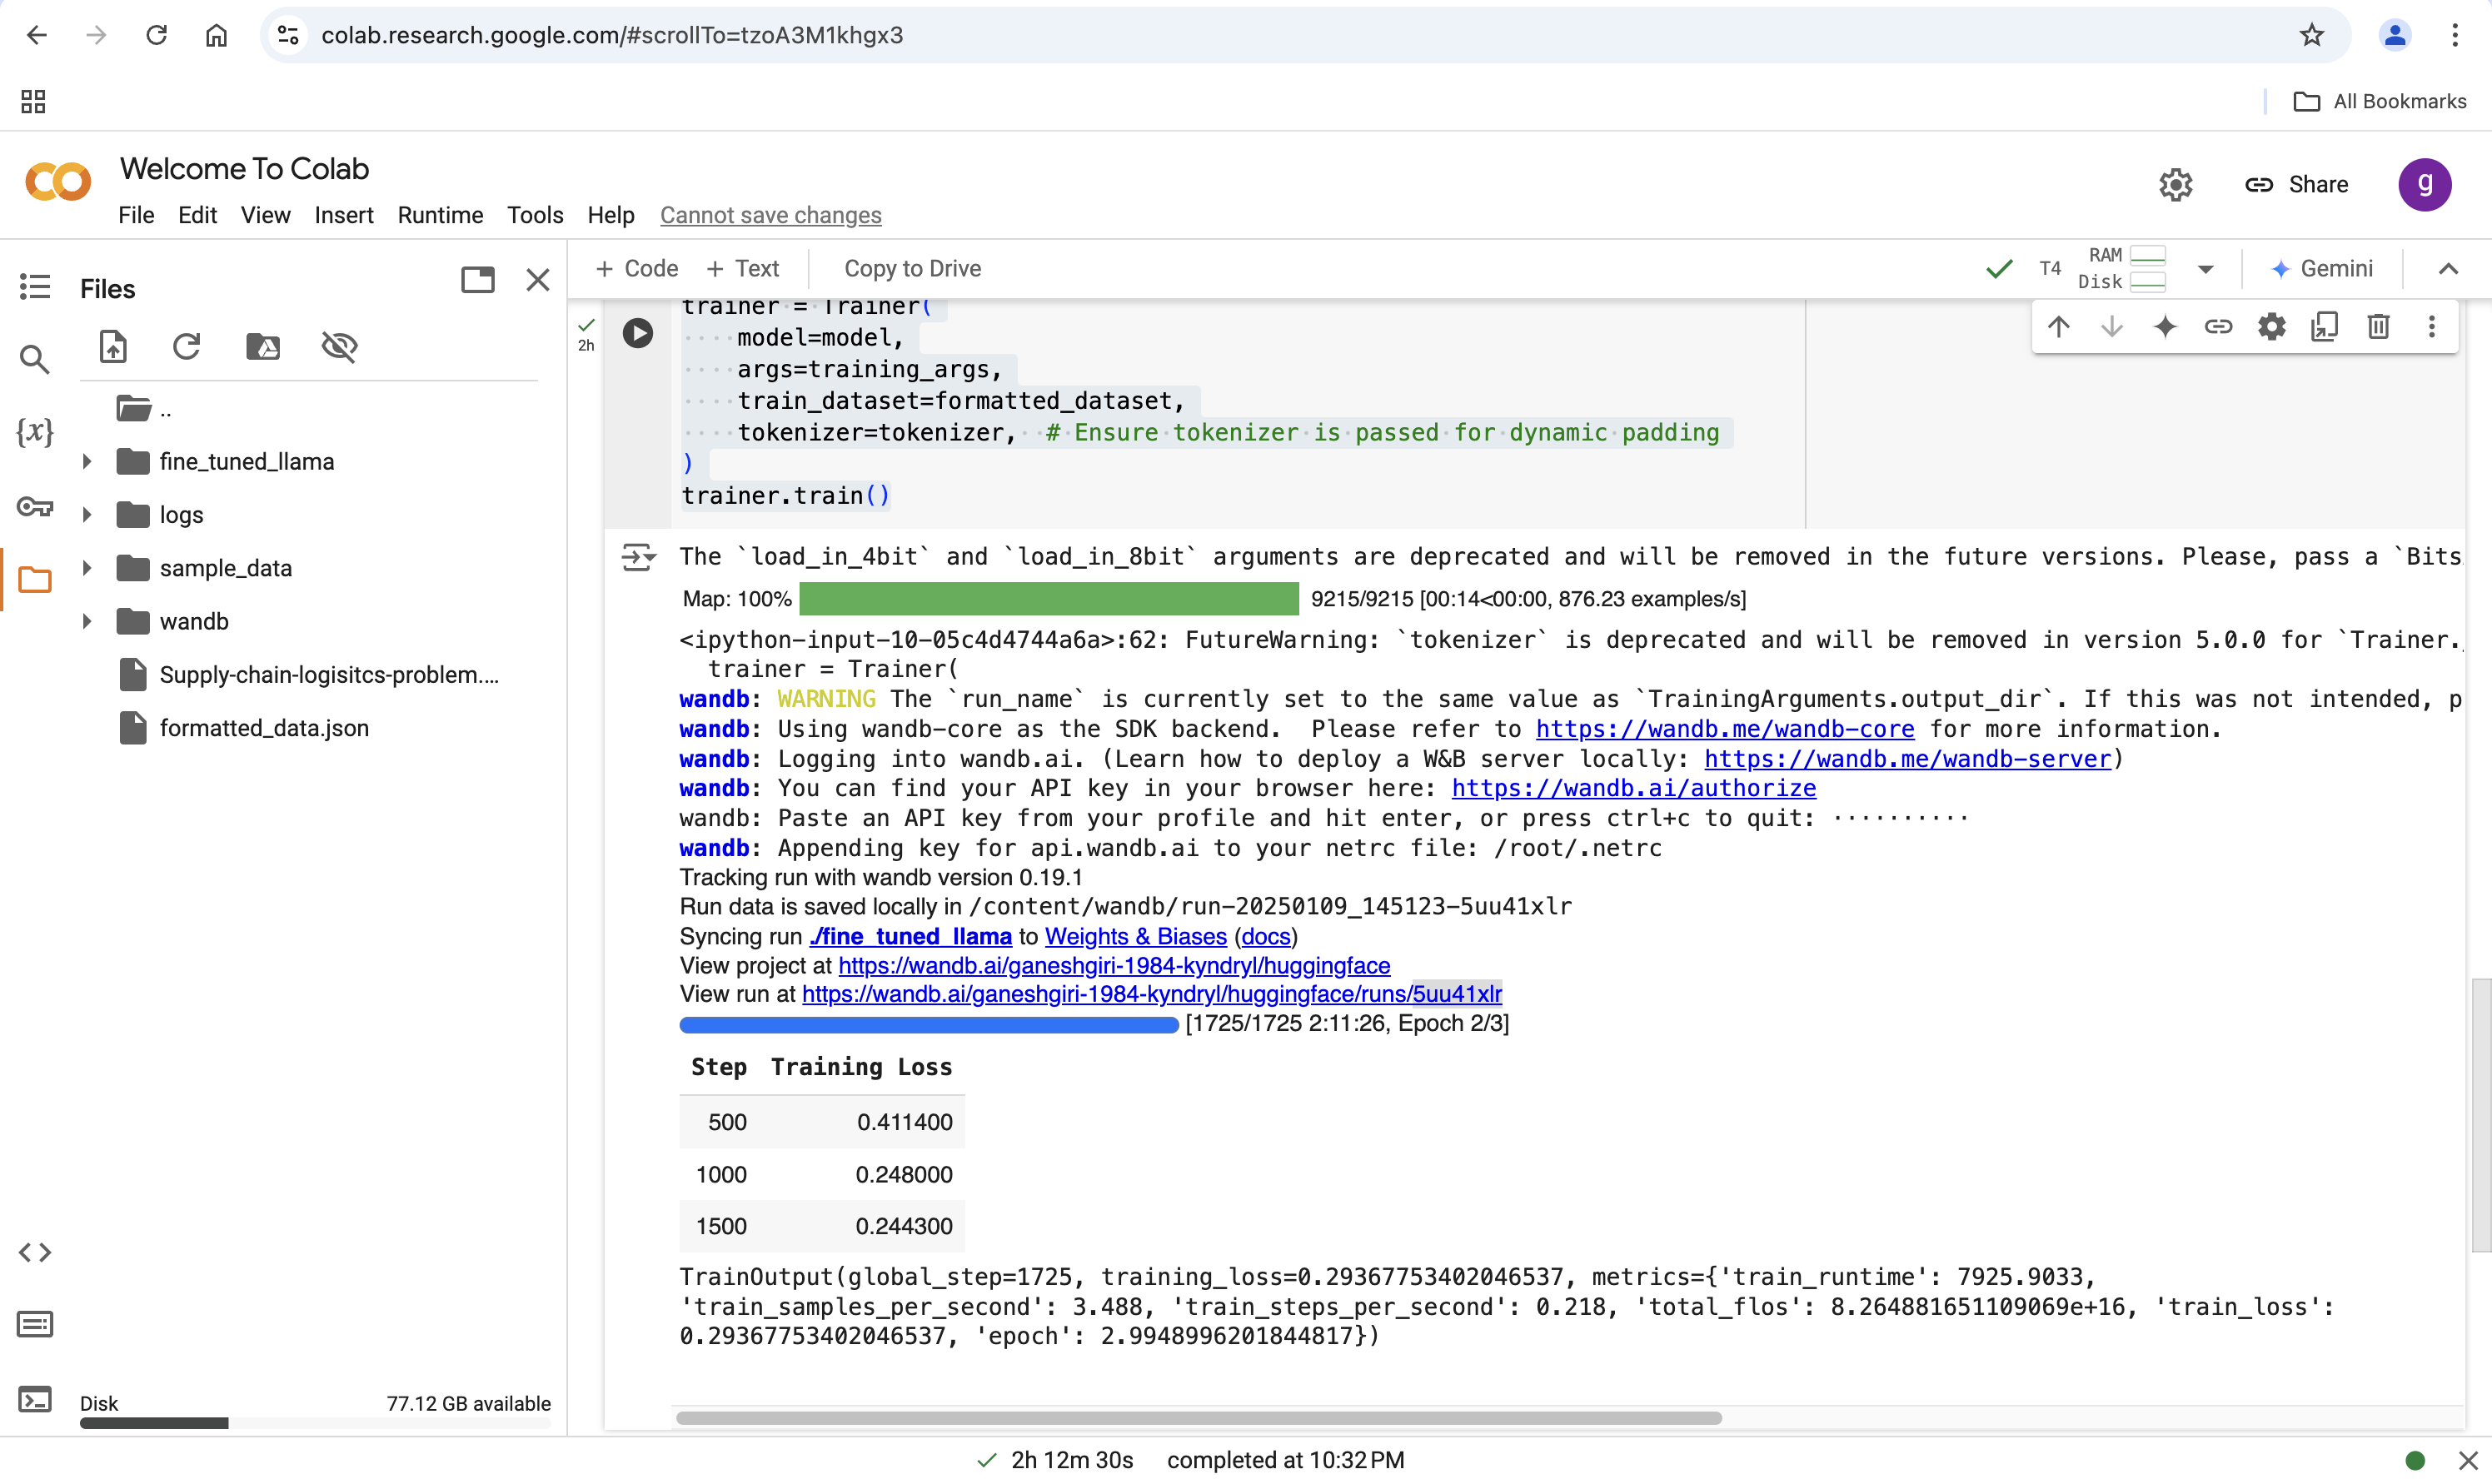 colab.research.google.com/#scrollTo=tzoA3M1khgx3
All Bookmarks
Welcome To Colab
File Edit View Insert Runtime Tools Help Cannot save changes
Share
g
Files
+ Code + Text Copy to Drive
T4 RAM Disk Gemini
..
fine_tuned_llama
logs
sample_data
wandb
Supply-chain-logisitcs-problem....
formatted_data.json
Disk 77.12 GB available
2h
trainer = Trainer(
model=model,
args=training_args,
train_dataset=formatted_dataset,
tokenizer=tokenizer, # Ensure tokenizer is passed for dynamic padding
)
trainer.train()
The `load_in_4bit` and `load_in_8bit` arguments are deprecated and will be removed in the future versions. Please, pass a `Bits
Map: 100% 9215/9215 [00:14<00:00, 876.23 examples/s]
<ipython-input-10-05c4d4744a6a>:62: FutureWarning: `tokenizer` is deprecated and will be removed in version 5.0.0 for `Trainer.
trainer = Trainer(
wandb: WARNING The `run_name` is currently set to the same value as `TrainingArguments.output_dir`. If this was not intended, p
wandb: Using wandb-core as the SDK backend. Please refer to https://wandb.me/wandb-core for more information.
wandb: Logging into wandb.ai. (Learn how to deploy a W&B server locally: https://wandb.me/wandb-server)
wandb: You can find your API key in your browser here: https://wandb.ai/authorize
wandb: Paste an API key from your profile and hit enter, or press ctrl+c to quit: ··········
wandb: Appending key for api.wandb.ai to your netrc file: /root/.netrc
Tracking run with wandb version 0.19.1
Run data is saved locally in /content/wandb/run-20250109_145123-5uu41xlr
Syncing run ./fine_tuned_llama to Weights & Biases (docs)
View project at https://wandb.ai/ganeshgiri-1984-kyndryl/huggingface
View run at https://wandb.ai/ganeshgiri-1984-kyndryl/huggingface/runs/5uu41xlr
[1725/1725 2:11:26, Epoch 2/3]
Step Training Loss
500 0.411400
1000 0.248000
1500 0.244300
TrainOutput(global_step=1725, training_loss=0.29367753402046537, metrics={'train_runtime': 7925.9033,
'train_samples_per_second': 3.488, 'train_steps_per_second': 0.218, 'total_flos': 8.264881651109069e+16, 'train_loss':
0.29367753402046537, 'epoch': 2.9948996201844817})
2h 12m 30s completed at 10:32 PM